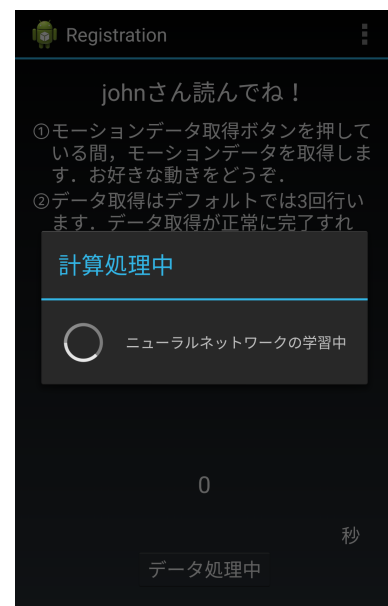 Registration
johnさん読んでね！
①モーションデータ取得ボタンを押して
いる間，モーションデータを取得しま
す．お好きな動きをどうぞ．
②データ取得はデフォルトでは3回行い
ます．データ取得が正常に完了すれ
計算処理中
ニューラルネットワークの学習中
0
秒
データ処理中